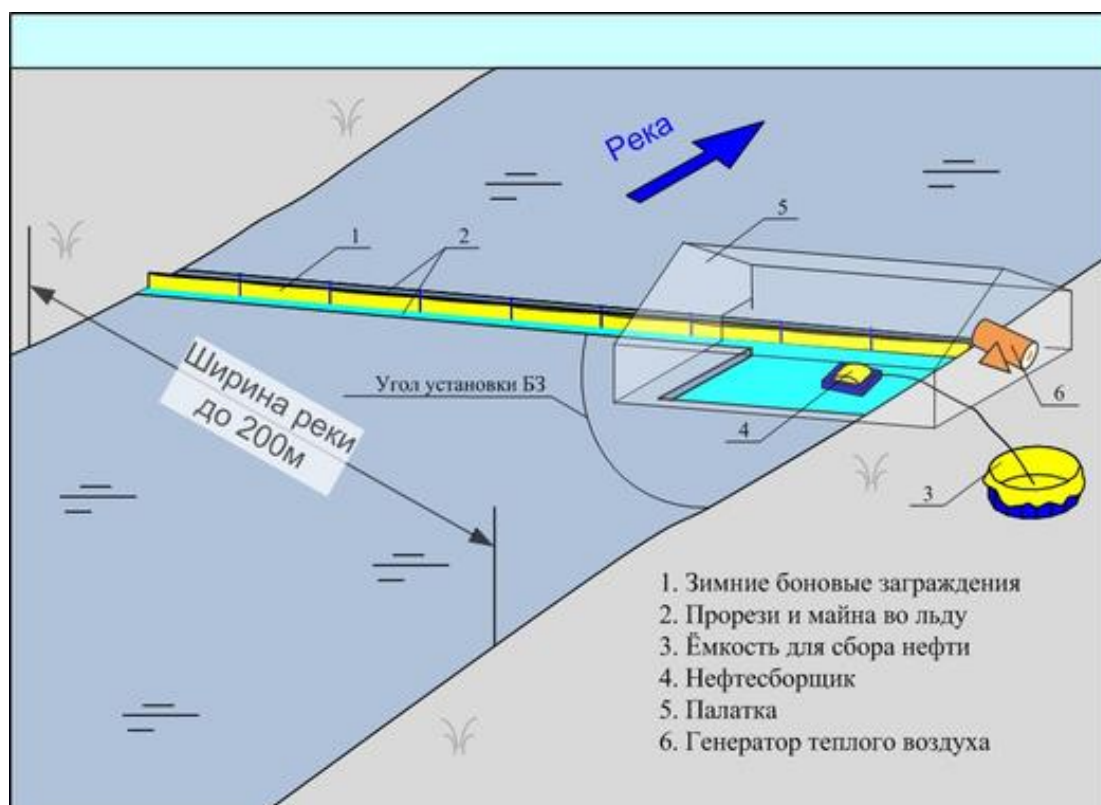 Река
5
1
2
Ширина реки
до 200м
Угол установки БЗ
4
6
3
1. Зимние боновые заграждения
2. Прорези и майна во льду
3. Ёмкость для сбора нефти
4. Нефтесборщик
5. Палатка
6. Генератор теплого воздуха